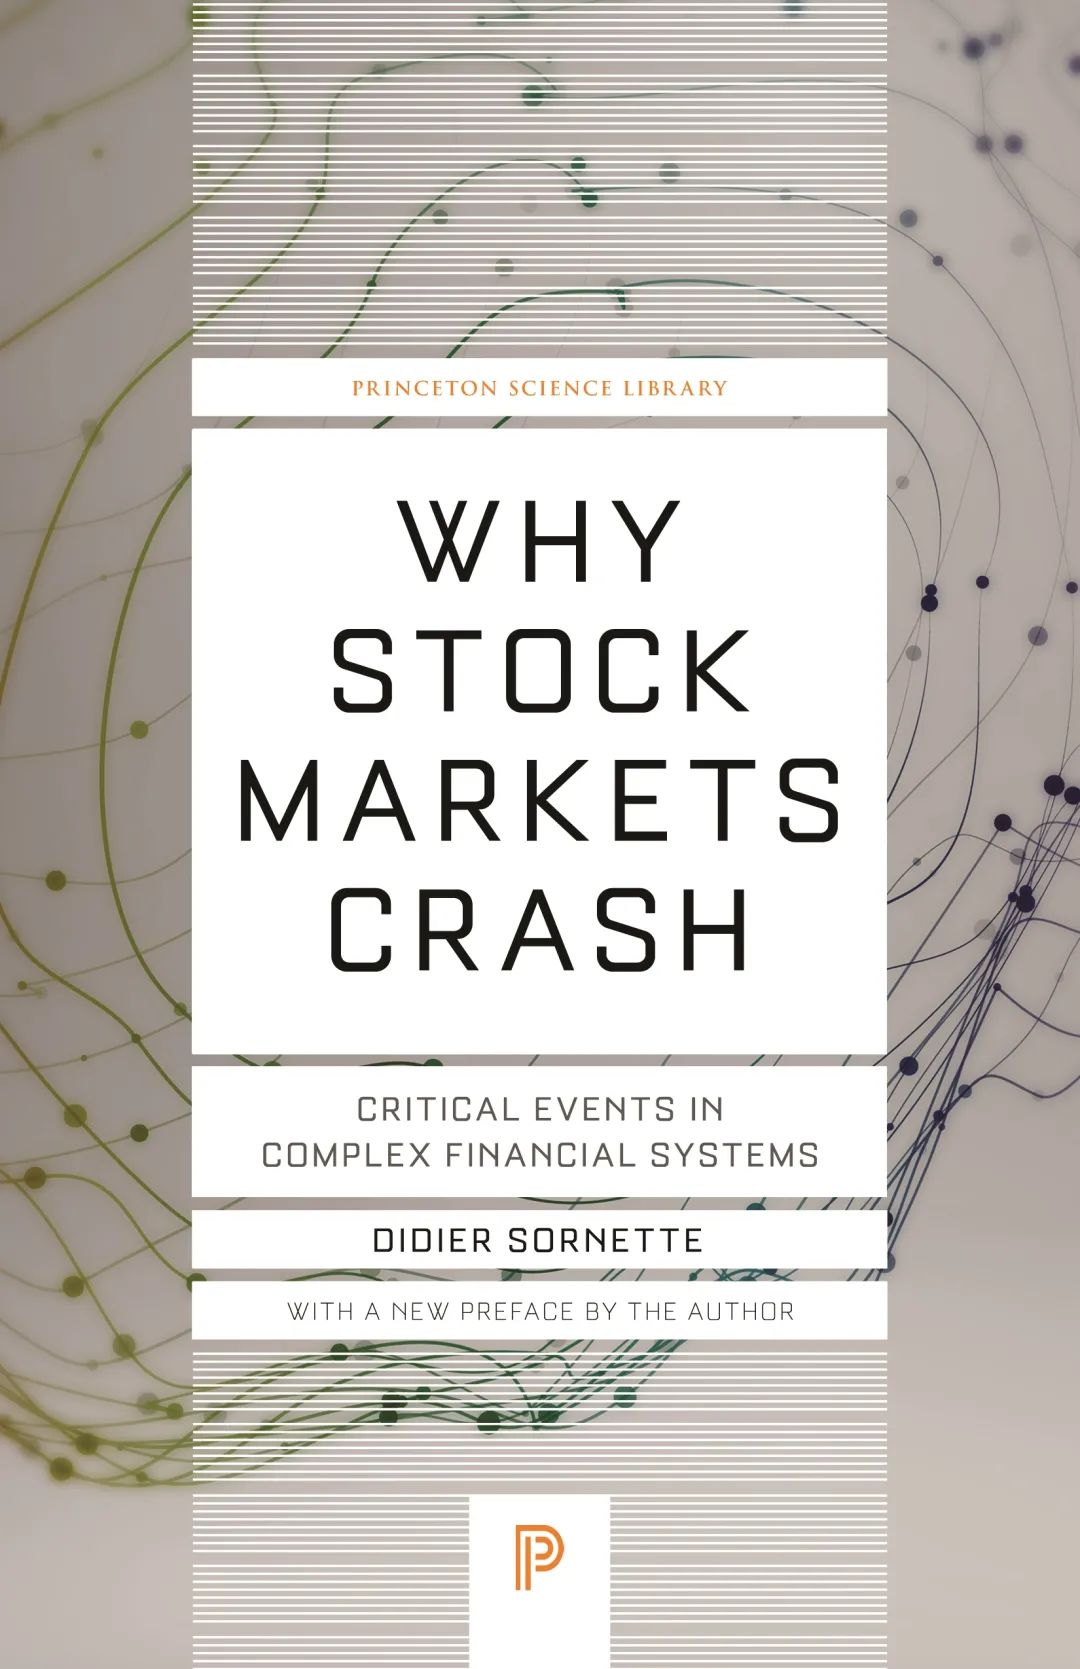 PRINCETON SCIENCE LIBRARY
WHY
STOCK
MARKETS
CRASH
CRITICAL EVENTS IN
COMPLEX FINANCIAL SYSTEMS
DIDIER SORNETTE
WITH A NEW PREFACE BY THE AUTHOR
P